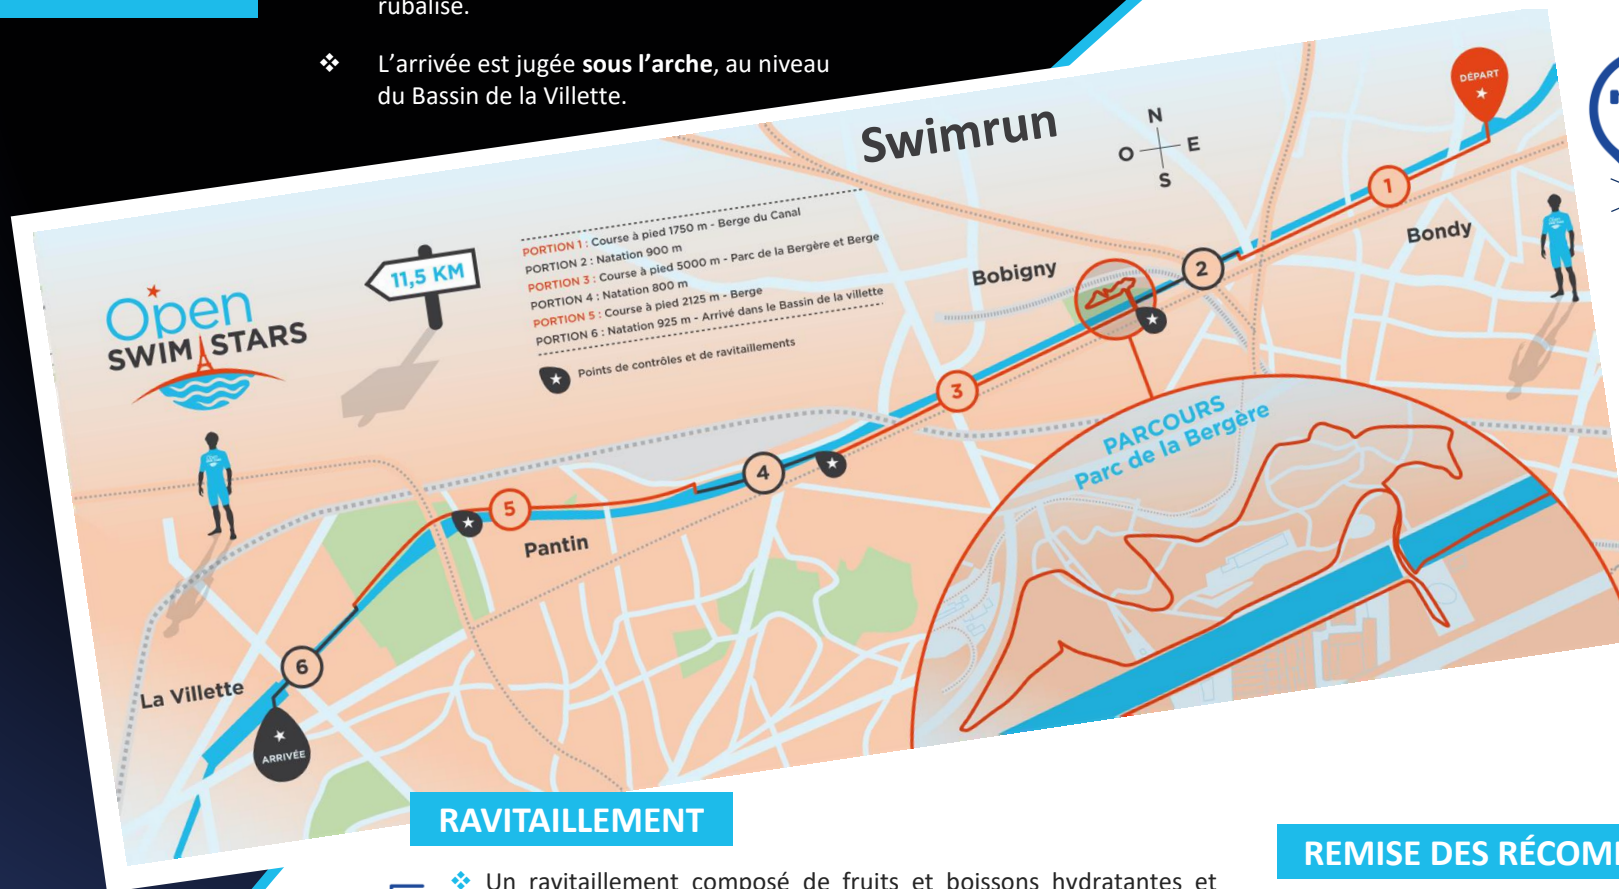 rubalise.
❖ L'arrivée est jugée sous l'arche, au niveau
du Bassin de la Villette.
Swimrun
N
O E
S
DÉPART
1
Bondy
2
Bobigny
11,5 KM
PORTION 1 : Course à pied 1750 m - Berge du Canal
PORTION 2 : Natation 900 m
PORTION 3 : Course à pied 5000 m - Parc de la Bergère et Berge
PORTION 4 : Natation 800 m
PORTION 5 : Course à pied 2125 m - Berge
PORTION 6 : Natation 925 m - Arrivé dans le Bassin de la villette
Points de contrôles et de ravitaillements
Open
SWIM STARS
3
PARCOURS
Parc de la Bergère
4
5
Pantin
6
La Villette
ARRIVÉE
RAVITAILLEMENT
❖ Un ravitaillement composé de fruits et boissons hydratantes et
REMISE DES RÉCOM